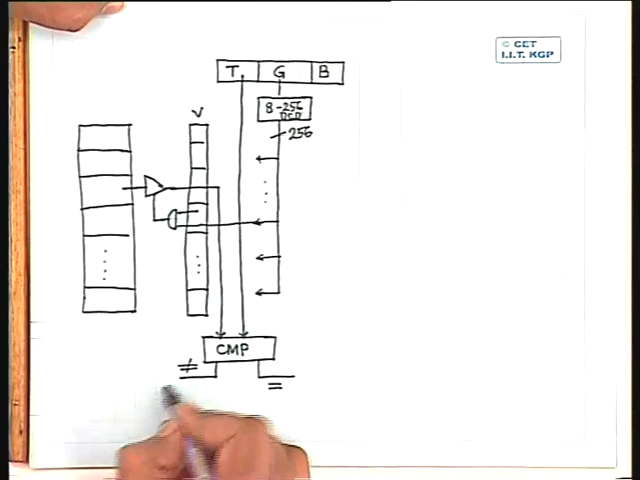 © CET
I.I.T. KGP
T G B
8-256
DCD
V
256
CMP
≠
=